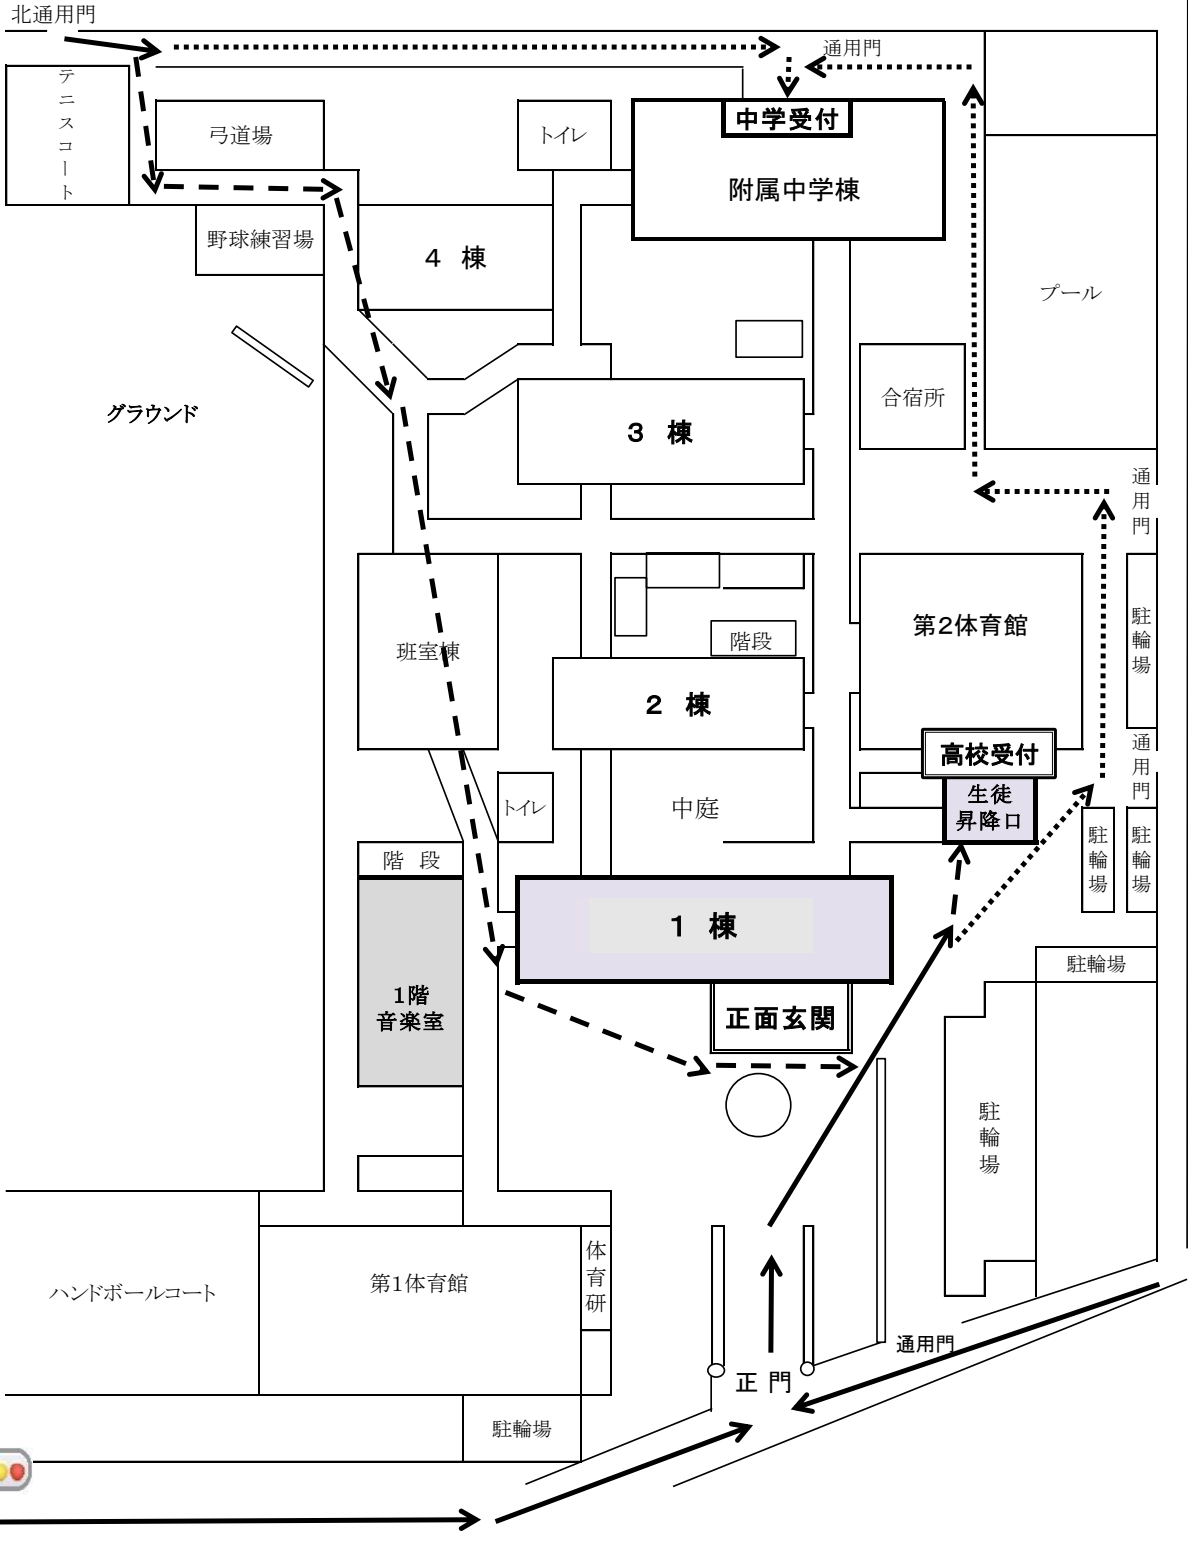 北通用門
通用門
テニスコート
弓道場
トイレ
中学受付
附属中学棟
野球練習場
４ 棟
プール
合宿所
グラウンド
３ 棟
通用門
班室棟
階段
第２体育館
駐輪場
２ 棟
高校受付
通用門
トイレ
中庭
生徒
昇降口
階 段
駐輪場
駐輪場
１ 棟
駐輪場
１階
音楽室
正面玄関
駐輪場
ハンドボールコート
第１体育館
体育研
通用門
正 門
駐輪場